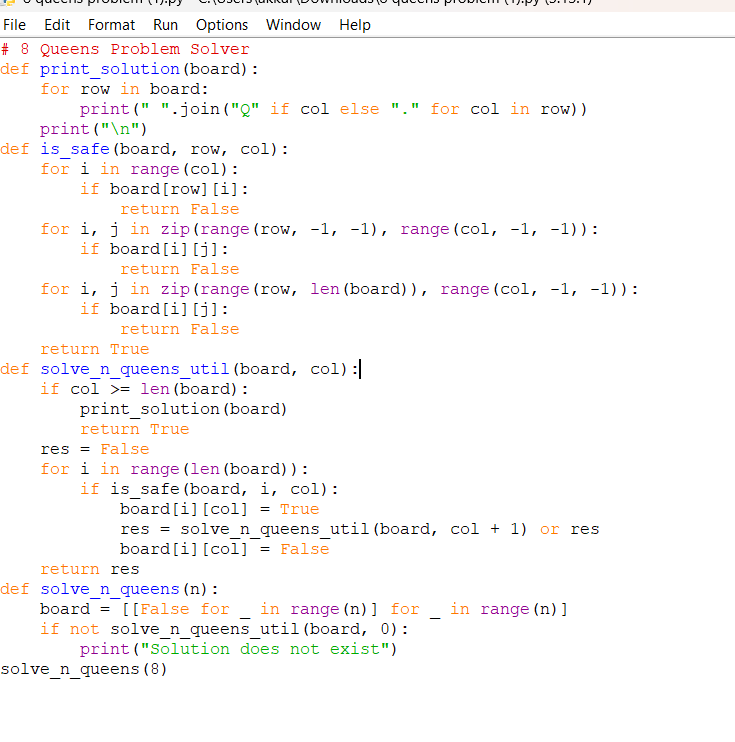 8 queens problem (1).py - C:\Users\akkal\Downloads\8 queens problem (1).py (3.13.1)
File Edit Format Run Options Window Help
# 8 Queens Problem Solver
def print_solution(board):
    for row in board:
        print(" ".join("Q" if col else "." for col in row))
    print("\n")
def is_safe(board, row, col):
    for i in range(col):
        if board[row][i]:
            return False
    for i, j in zip(range(row, -1, -1), range(col, -1, -1)):
        if board[i][j]:
            return False
    for i, j in zip(range(row, len(board)), range(col, -1, -1)):
        if board[i][j]:
            return False
    return True
def solve_n_queens_util(board, col):
    if col >= len(board):
        print_solution(board)
        return True
    res = False
    for i in range(len(board)):
        if is_safe(board, i, col):
            board[i][col] = True
            res = solve_n_queens_util(board, col + 1) or res
            board[i][col] = False
    return res
def solve_n_queens(n):
    board = [[False for _ in range(n)] for _ in range(n)]
    if not solve_n_queens_util(board, 0):
        print("Solution does not exist")
solve_n_queens(8)